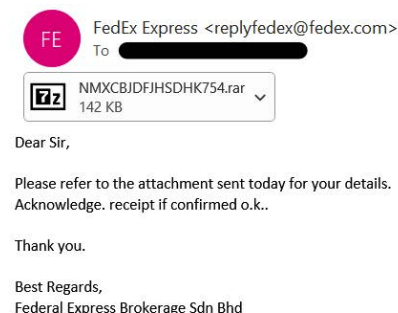 FE
FedEx Express <replyfedex@fedex.com>
To
7z
NMXCBJDFJHSDHK754.rar
142 KB
Dear Sir,
Please refer to the attachment sent today for your details.
Acknowledge. receipt if confirmed o.k..
Thank you.
Best Regards,
Federal Express Brokerage Sdn Bhd